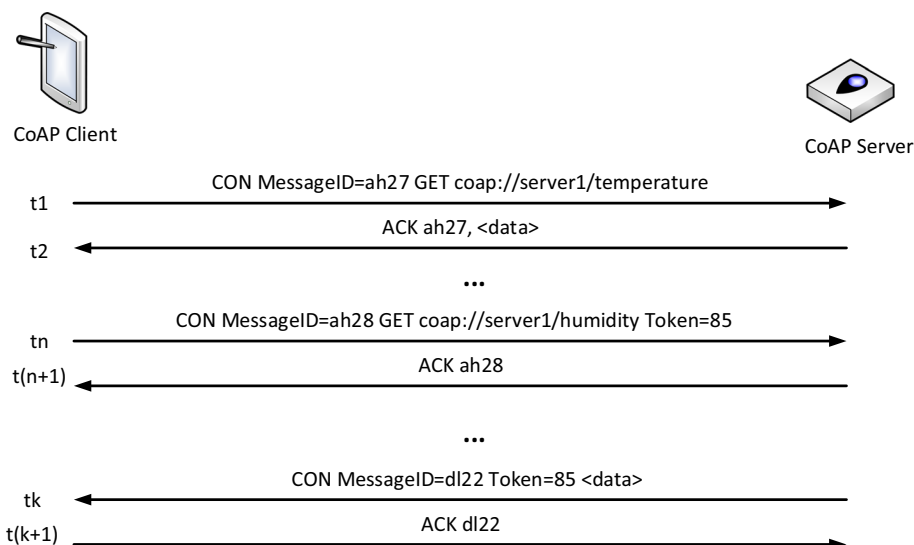 CoAP Client
CoAP Server
CON MessageID=ah27 GET coap://server1/temperature
t1
ACK ah27, <data>
t2
...
CON MessageID=ah28 GET coap://server1/humidity Token=85
tn
ACK ah28
t(n+1)
...
CON MessageID=dl22 Token=85 <data>
tk
ACK dl22
t(k+1)